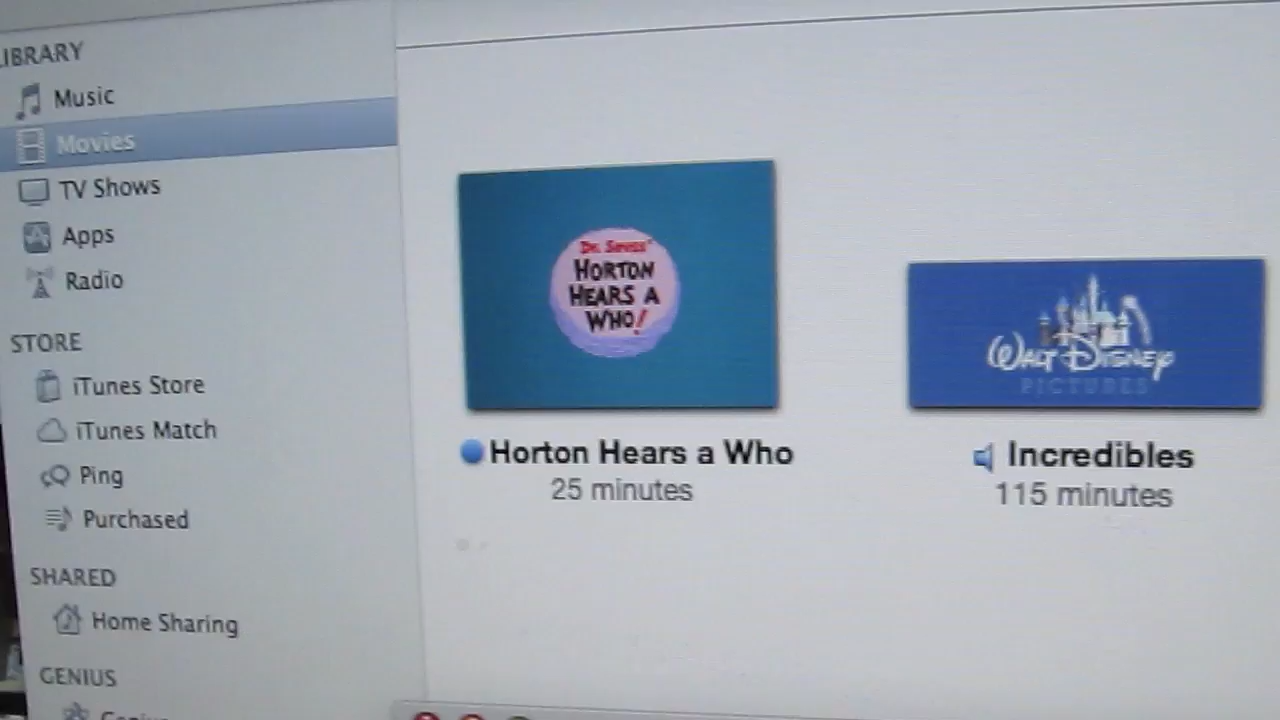 LIBRARY
Music
Movies
TV Shows
Apps
Radio
STORE
iTunes Store
iTunes Match
Ping
Purchased
SHARED
Home Sharing
GENIUS
Genius
DR. SEUSS'
HORTON
HEARS A
WHO!
Horton Hears a Who
25 minutes
WALT DISNEY
PICTURES
Incredibles
115 minutes